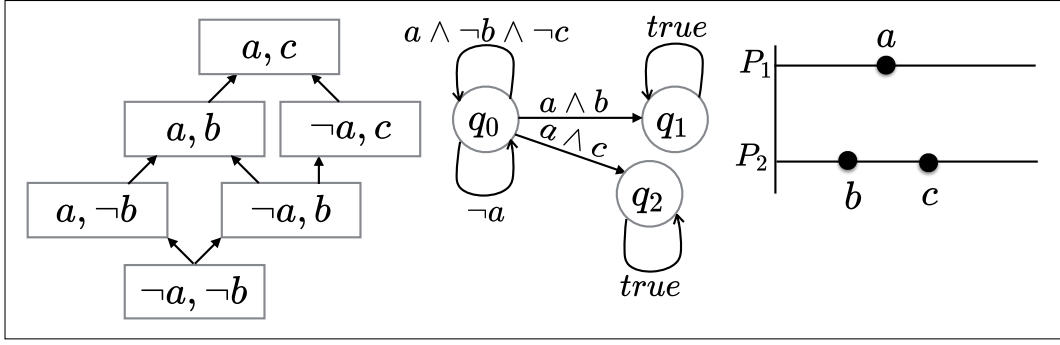 a, c
a, b
¬a, c
a, ¬b
¬a, b
¬a, ¬b
a ∧ ¬b ∧ ¬c
true
q₀
a ∧ b
q₁
a ∧ c
q₂
¬a
true
P₁
a
P₂
b
c